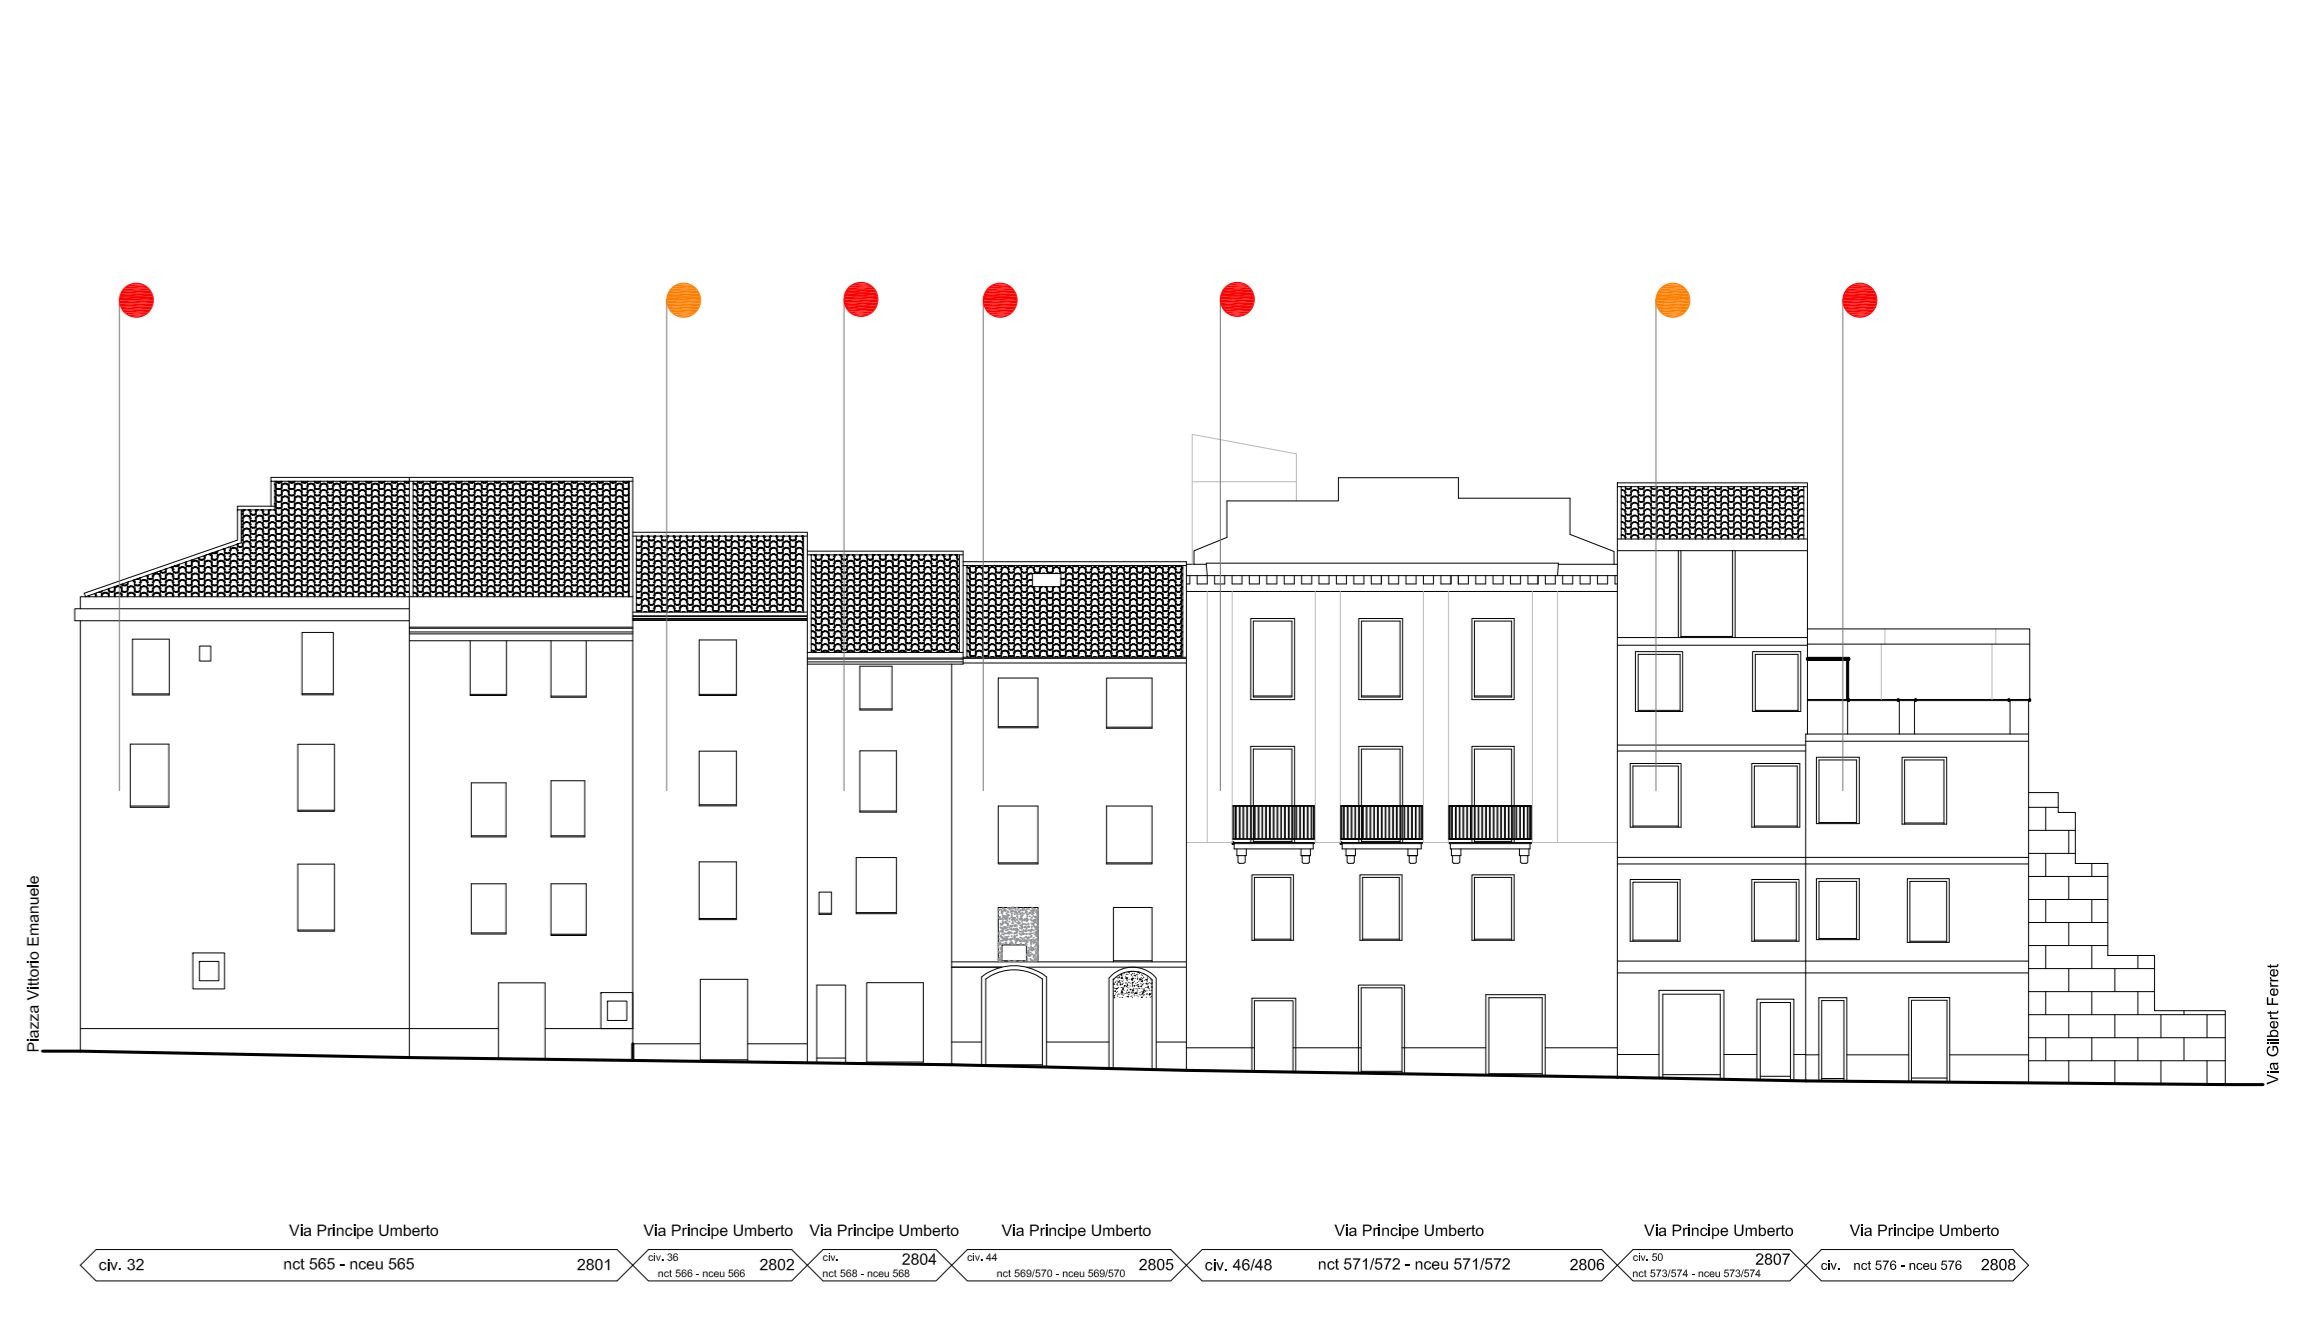 Piazza Vittorio Emanuele
Via Gilbert Ferret
Via Principe Umberto
civ. 32 nct 565 - nceu 565 2801
Via Principe Umberto
civ. 36 2802
nct 566 - nceu 566
Via Principe Umberto
civ. 2804
nct 568 - nceu 568
Via Principe Umberto
civ. 44 2805
nct 569/570 - nceu 569/570
Via Principe Umberto
civ. 46/48 nct 571/572 - nceu 571/572 2806
Via Principe Umberto
civ. 50 2807
nct 573/574 - nceu 573/574
Via Principe Umberto
civ. nct 576 - nceu 576 2808